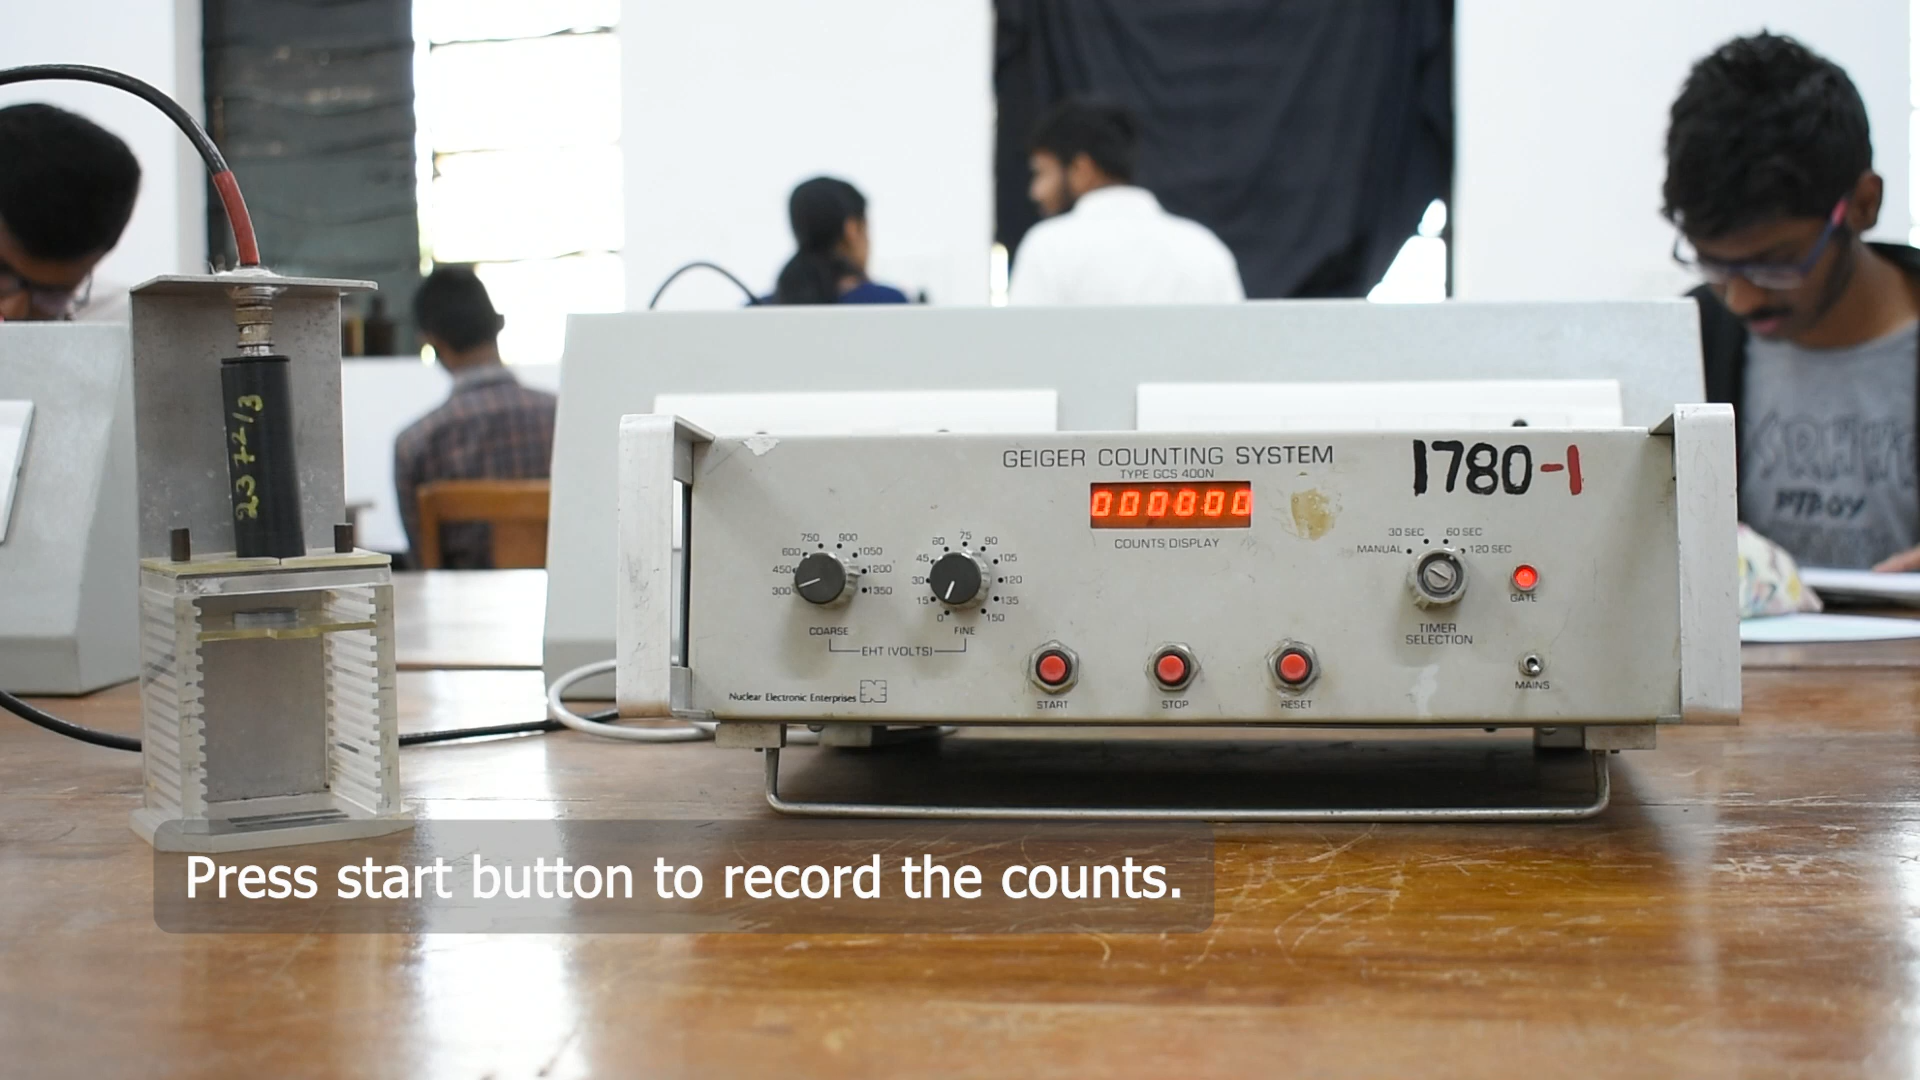 GEIGER COUNTING SYSTEM
TYPE GCS 400N
1780-1
000000
COUNTS DISPLAY
300 450 600 750 900 1050 1200 1350
COARSE
0 15 30 45 60 75 90 105 120 135 150
FINE
EHT (VOLTS)
MANUAL 30 SEC 60 SEC 120 SEC
TIMER
SELECTION
GATE
MAINS
START STOP RESET
Nuclear Electronic Enterprises
Press start button to record the counts.